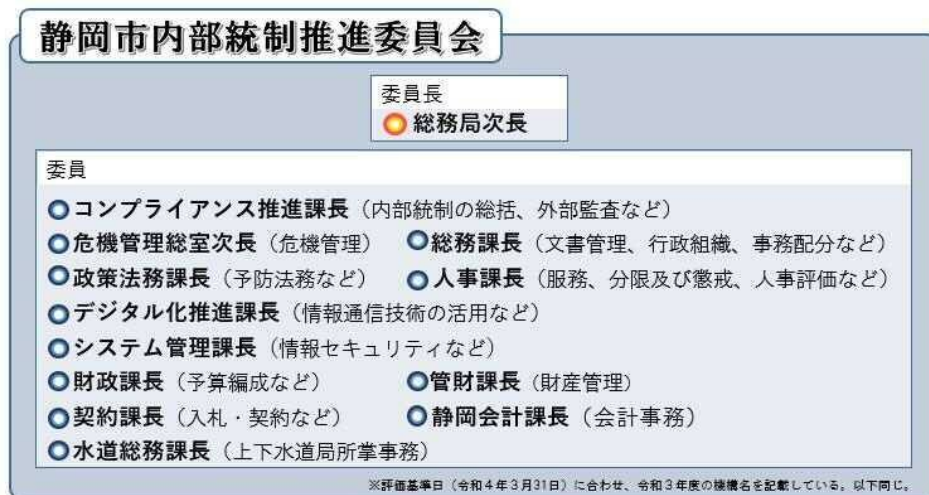 静岡市内部統制推進委員会
委員長
総務局次長
委員
コンプライアンス推進課長（内部統制の総括、外部監査など）
危機管理総室次長（危機管理） 総務課長（文書管理、行政組織、事務配分など）
政策法務課長（予防法務など） 人事課長（服務、分限及び懲戒、人事評価など）
デジタル化推進課長（情報通信技術の活用など）
システム管理課長（情報セキュリティなど）
財政課長（予算編成など） 管財課長（財産管理）
契約課長（入札・契約など） 静岡会計課長（会計事務）
水道総務課長（上下水道局所掌事務）
※評価基準日（令和４年３月31日）に合わせ、令和３年度の機構名を記載している。以下同じ。